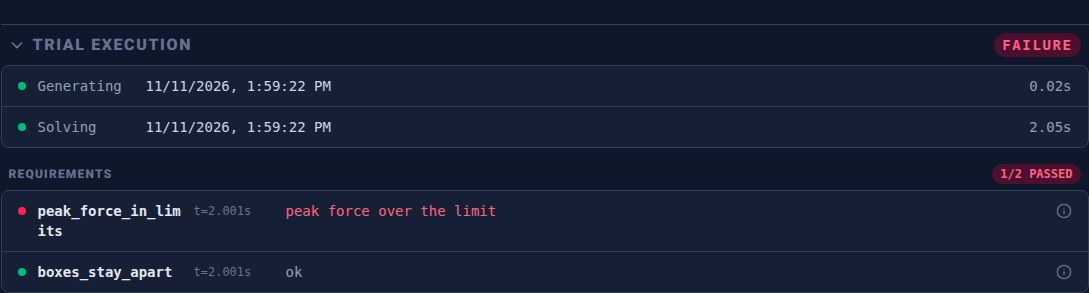 TRIAL EXECUTION FAILURE
Generating 11/11/2026, 1:59:22 PM 0.02s
Solving 11/11/2026, 1:59:22 PM 2.05s
REQUIREMENTS 1/2 PASSED
peak_force_in_lim t=2.001s peak force over the limit
its
boxes_stay_apart t=2.001s ok